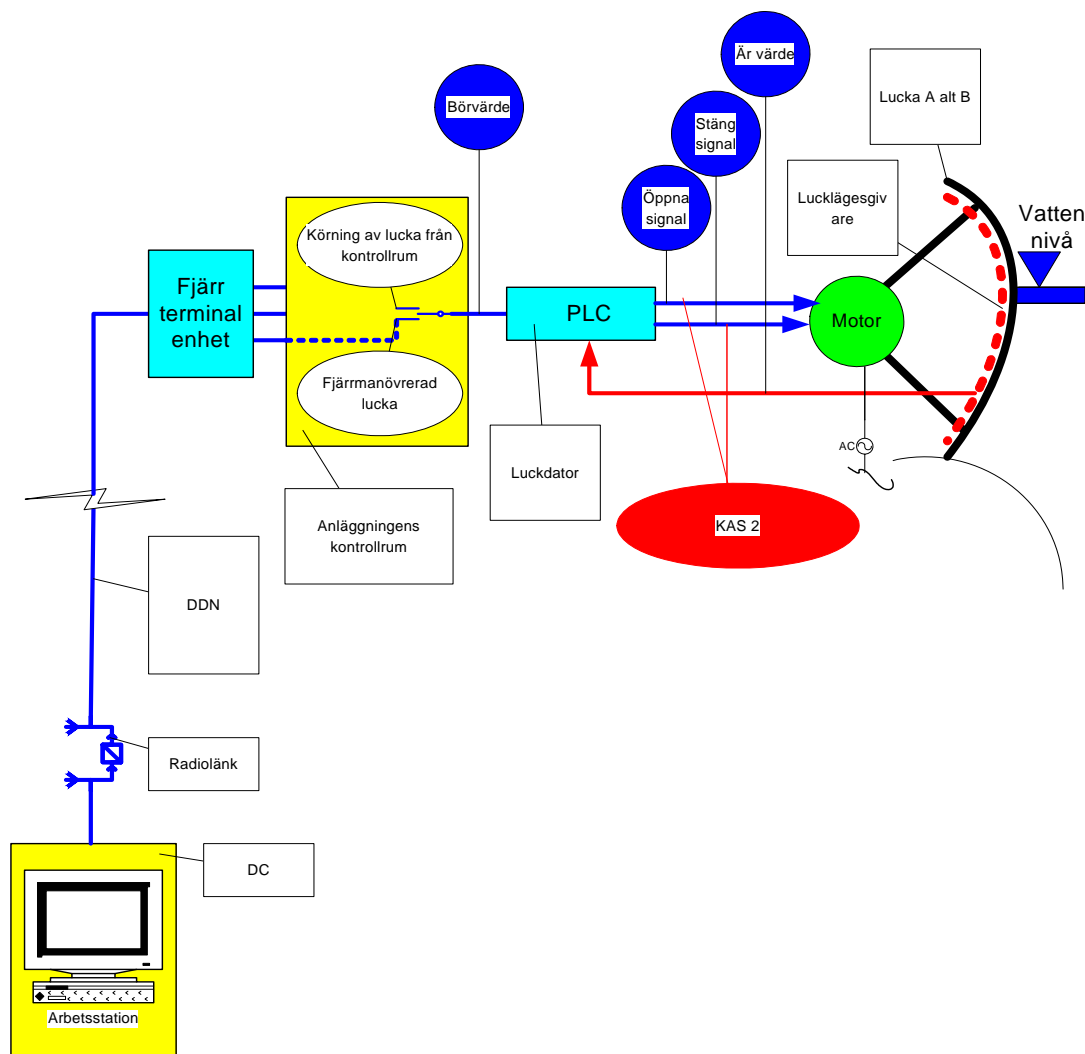 Är värde
Börvärde
Stäng
signal
Lucka A alt B
Öppna
signal
Lucklägesgiv
are
Vatten
nivå
Körning av lucka från
kontrollrum
Fjärr
terminal
enhet
PLC
Motor
Fjärrmanövrerad
lucka
AC
Luckdator
Anläggningens
kontrollrum
KAS 2
DDN
Radiolänk
DC
Arbetsstation